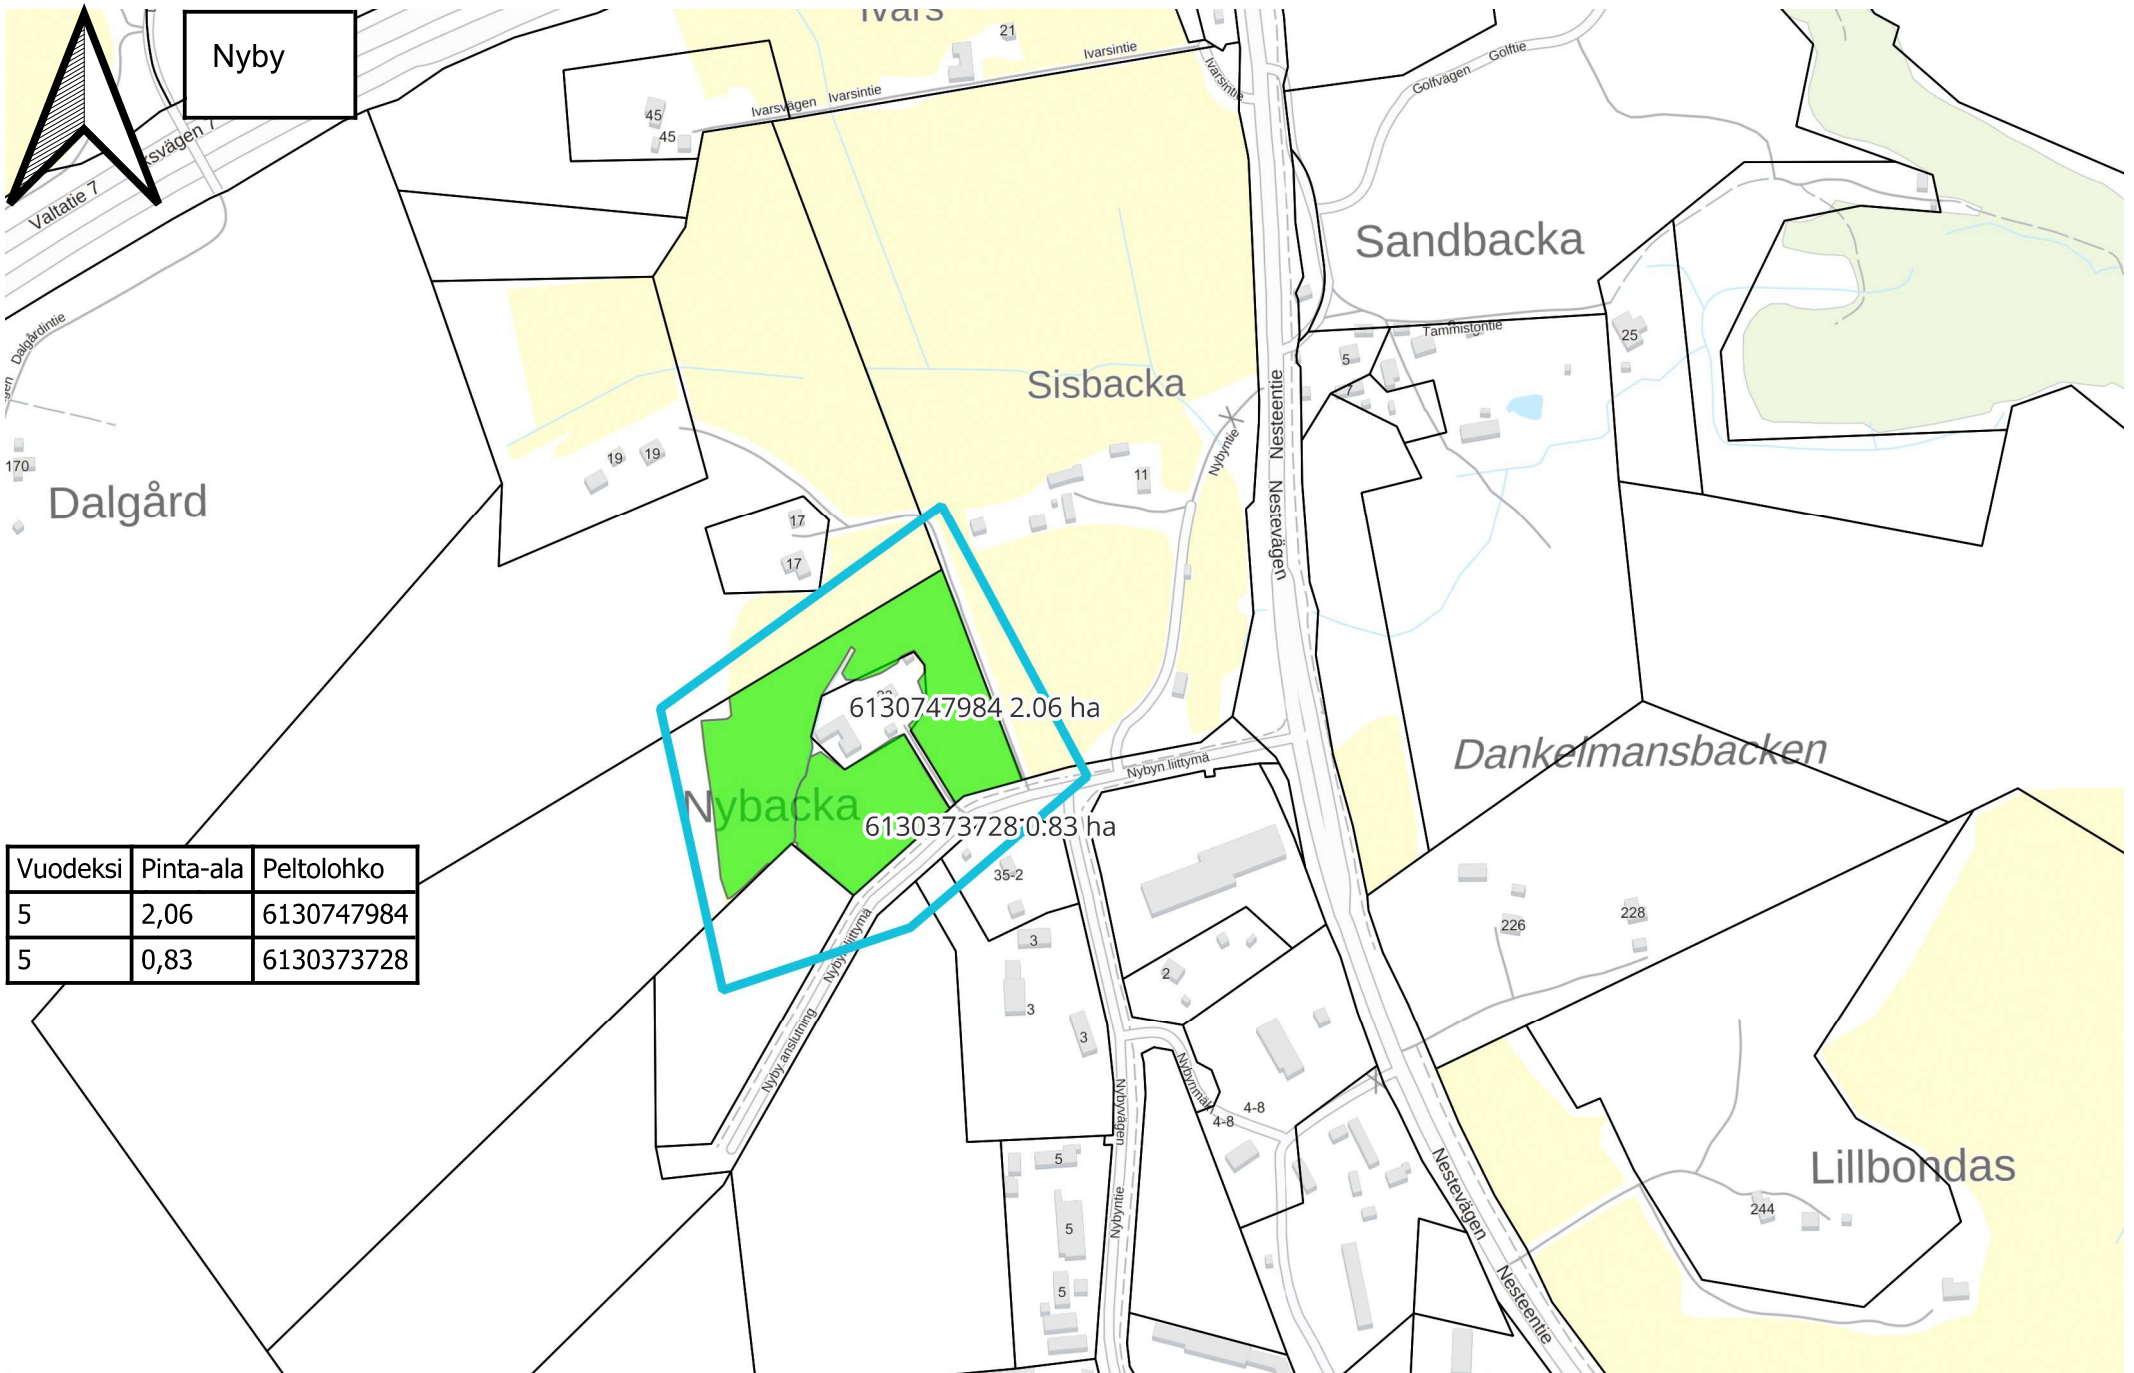 Ivars
Nyby
21
Ivarsintie
Golftie
Golfvägen
Ivarsintie
Ivarsvägen Ivarsintie
45
45
Valtatie 7
Sandbacka
Dalgårdintie
Tammistontie
25
5
7
Sisbacka
Nesteentie
Nestevägen
Nybyntie
19
19
170
11
Dalgård
17
17
6130747984 2.06 ha
Dankelmansbacken
Nybyn liittymä
Nybacka
6130373728 0.83 ha
35-2
Vuodeksi Pinta-ala Peltolohko
5 2,06 6130747984
5 0,83 6130373728
226
228
3
2
3
3
Nyby anslutning
Nybynmäki
4-8
4-8
Nybyvägen
5
Nybyntie
5
5
Nestevägen
Nesteentie
Lillbondas
244